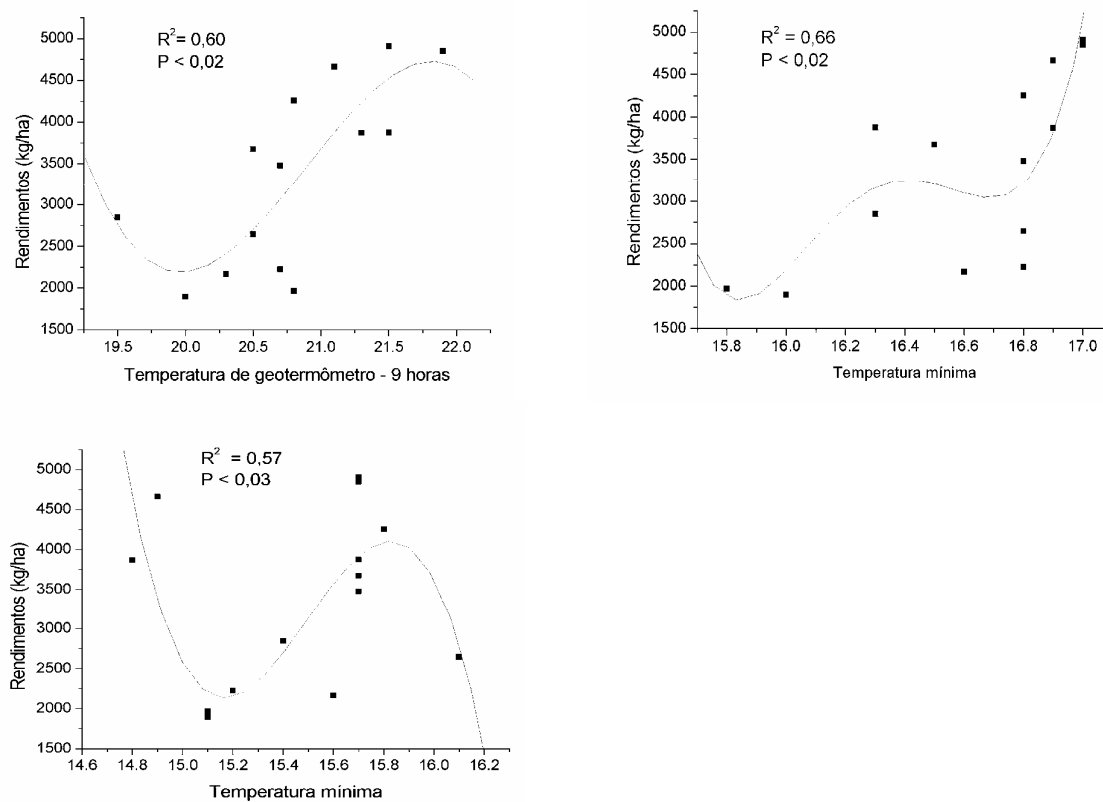 R² = 0,60
P < 0,02
Rendimentos (kg/ha)
5000
4500
4000
3500
3000
2500
2000
1500
19.5 20.0 20.5 21.0 21.5 22.0
Temperatura de geotermômetro - 9 horas
R² = 0,66
P < 0,02
Rendimentos (kg/ha)
5000
4500
4000
3500
3000
2500
2000
1500
15.8 16.0 16.2 16.4 16.6 16.8 17.0
Temperatura mínima
R² = 0,57
P < 0,03
Rendimentos (kg/ha)
5000
4500
4000
3500
3000
2500
2000
1500
14.6 14.8 15.0 15.2 15.4 15.6 15.8 16.0 16.2
Temperatura mínima